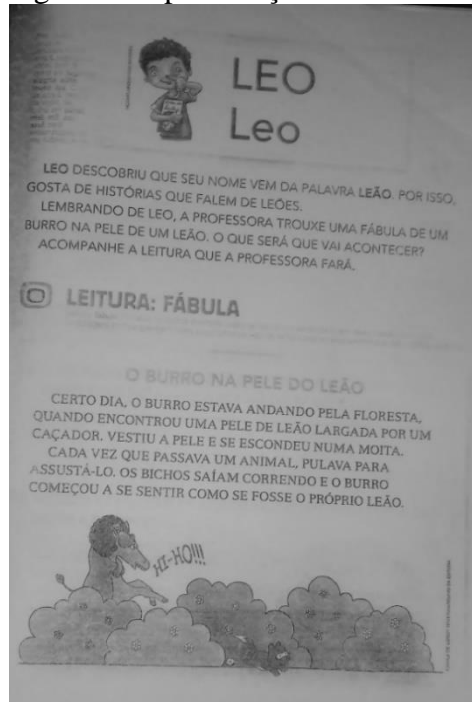 LEO
Leo
LEO DESCOBRIU QUE SEU NOME VEM DA PALAVRA LEÃO. POR ISSO,
GOSTA DE HISTÓRIAS QUE FALEM DE LEÕES.
LEMBRANDO DE LEO, A PROFESSORA TROUXE UMA FÁBULA DE UM
BURRO NA PELE DE UM LEÃO. O QUE SERÁ QUE VAI ACONTECER?
ACOMPANHE A LEITURA QUE A PROFESSORA FARÁ.
LEITURA: FÁBULA
O BURRO NA PELE DO LEÃO
CERTO DIA, O BURRO ESTAVA ANDANDO PELA FLORESTA,
QUANDO ENCONTROU UMA PELE DE LEÃO LARGADA POR UM
CAÇADOR. VESTIU A PELE E SE ESCONDEU NUMA MOITA.
CADA VEZ QUE PASSAVA UM ANIMAL, PULAVA PARA
ASSUSTÁ-LO. OS BICHOS SAÍAM CORRENDO E O BURRO
COMEÇOU A SE SENTIR COMO SE FOSSE O PRÓPRIO LEÃO.
HI-HO!!!